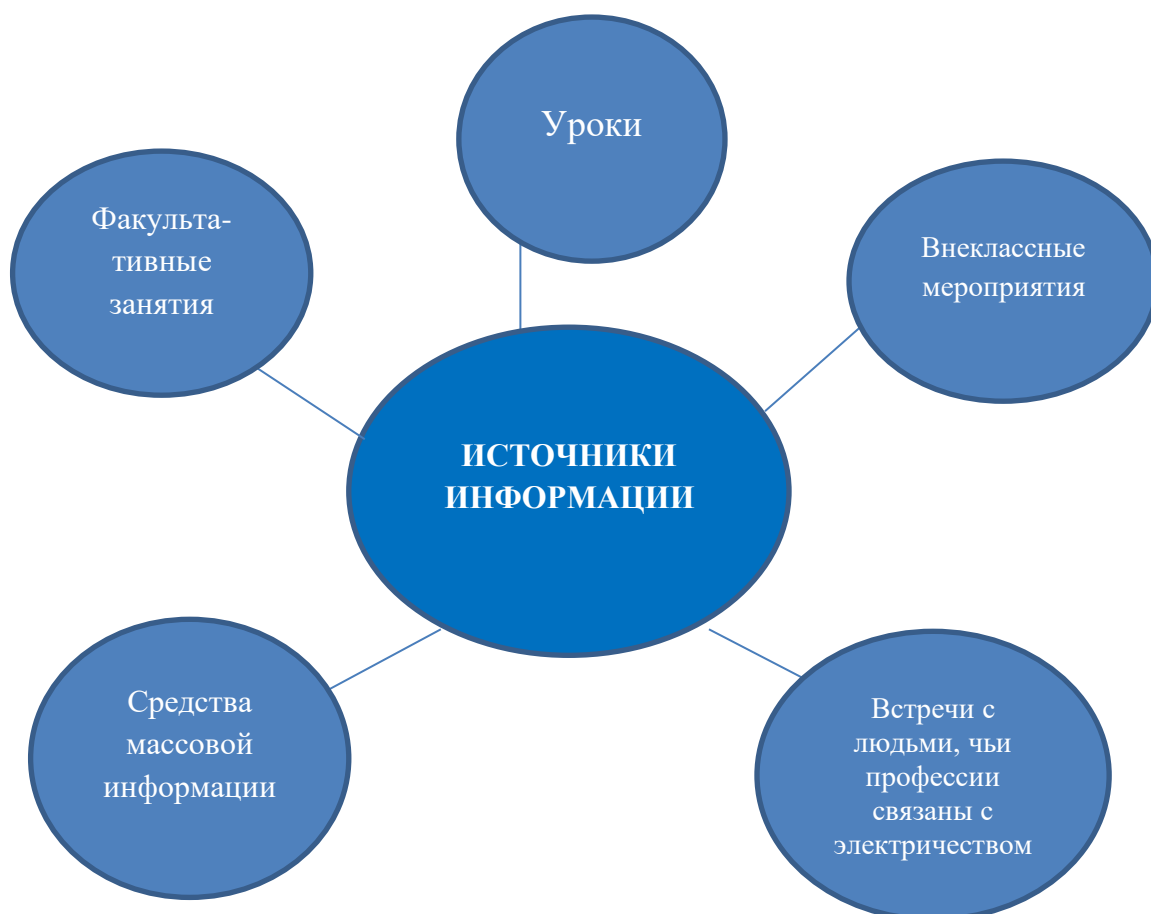 Уроки
Факульта-
тивные
занятия
Внеклассные
мероприятия
ИСТОЧНИКИ
ИНФОРМАЦИИ
Средства
массовой
информации
Встречи с
людьми, чьи
профессии
связаны с
электричеством